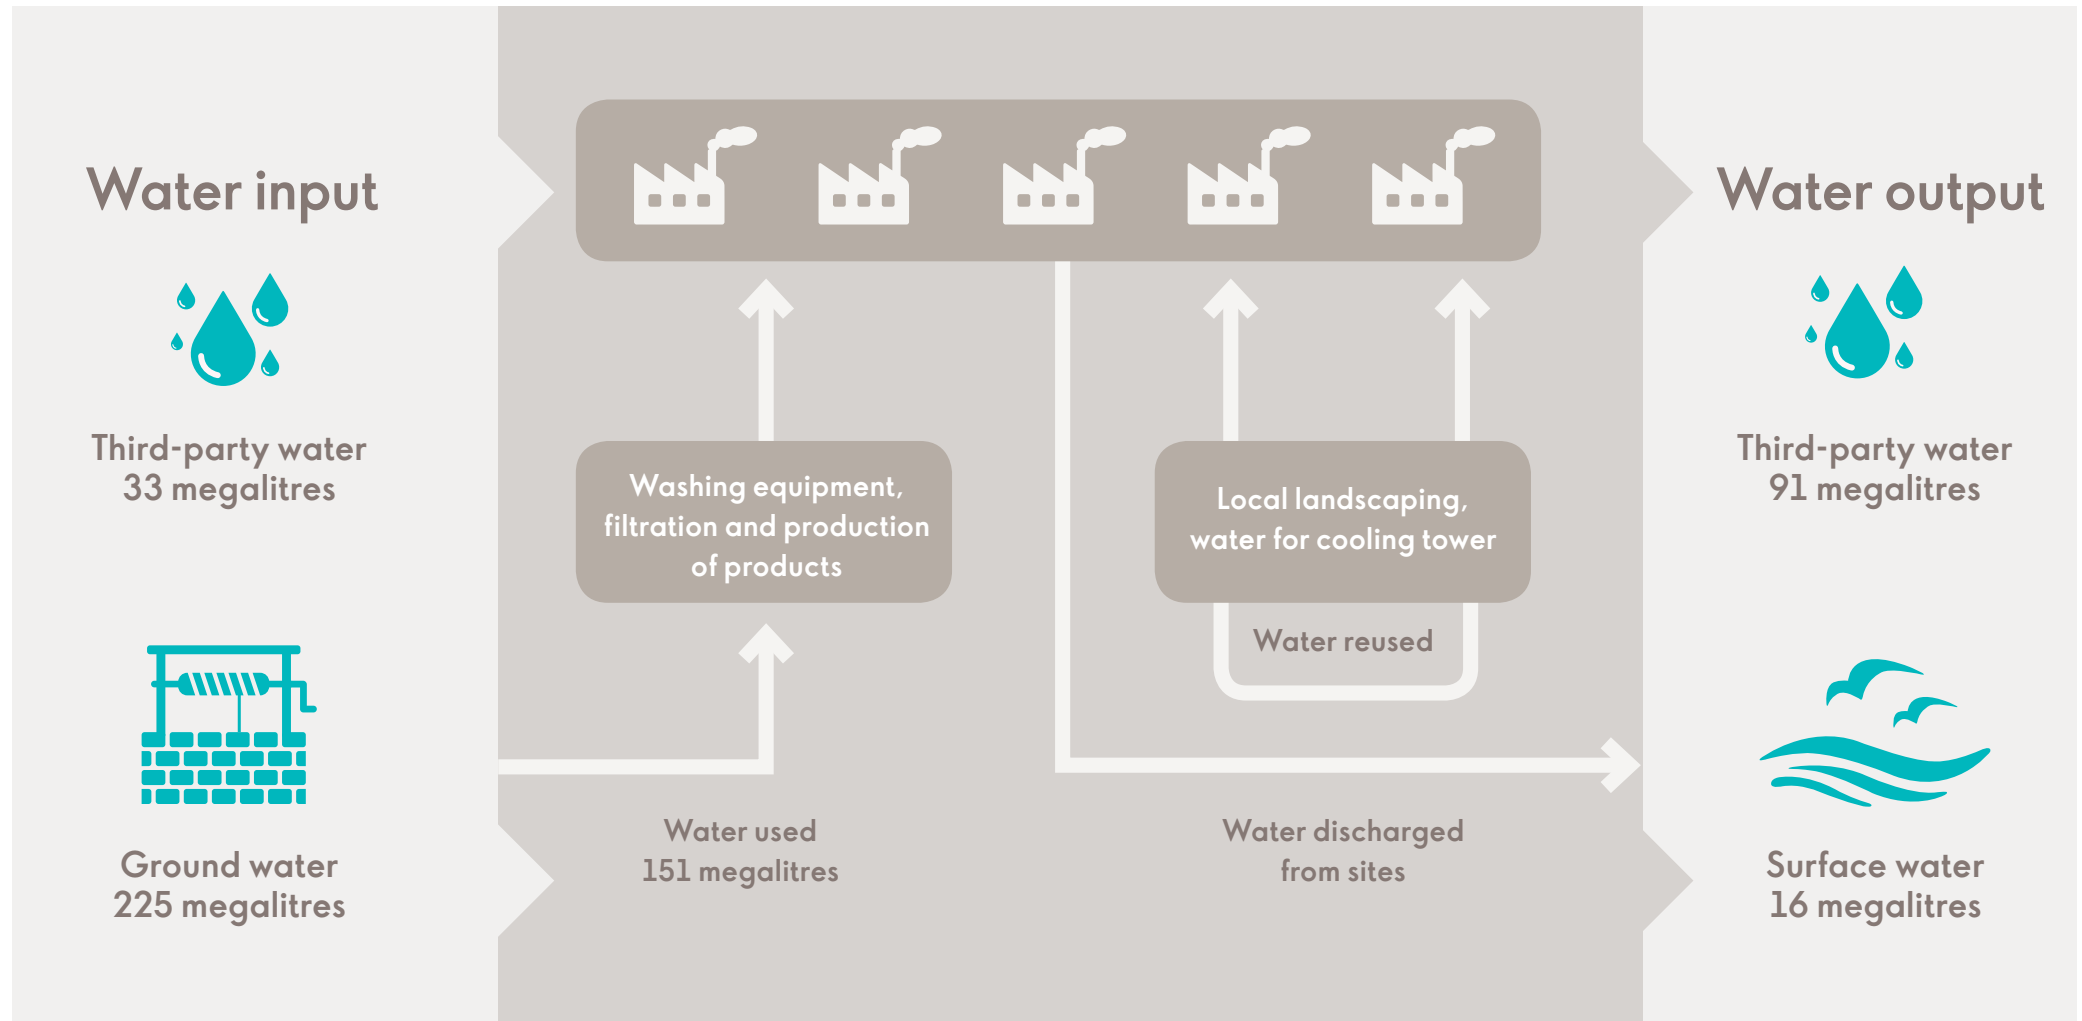 Water input
Third-party water
33 megalitres
Ground water
225 megalitres
Washing equipment,
filtration and production
of products
Water used
151 megalitres
Local landscaping,
water for cooling tower
Water reused
Water discharged
from sites
Water output
Third-party water
91 megalitres
Surface water
16 megalitres